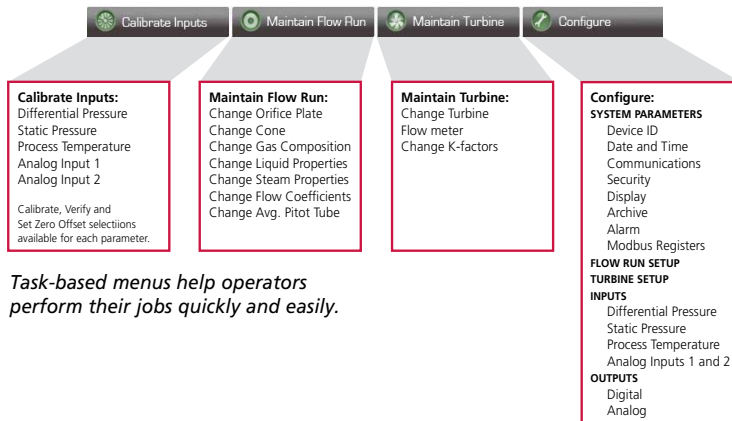 Calibrate Inputs
Maintain Flow Run
Maintain Turbine
Configure
Calibrate Inputs:
Differential Pressure
Static Pressure
Process Temperature
Analog Input 1
Analog Input 2
Calibrate, Verify and
Set Zero Offset selectiions
available for each parameter.
Maintain Flow Run:
Change Orifice Plate
Change Cone
Change Gas Composition
Change Liquid Properties
Change Steam Properties
Change Flow Coefficients
Change Avg. Pitot Tube
Maintain Turbine:
Change Turbine
Flow meter
Change K-factors
Configure:
SYSTEM PARAMETERS
Device ID
Date and Time
Communications
Security
Display
Archive
Alarm
Modbus Registers
FLOW RUN SETUP
TURBINE SETUP
INPUTS
Differential Pressure
Static Pressure
Process Temperature
Analog Inputs 1 and 2
OUTPUTS
Digital
Analog
Task-based menus help operators
perform their jobs quickly and easily.